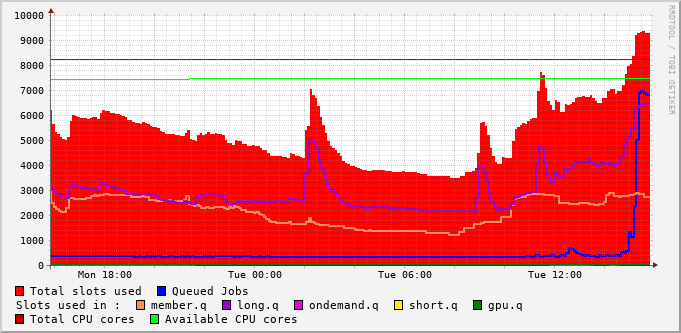 10000
9000
8000
7000
6000
5000
4000
3000
2000
1000
0
Mon 18:00 Tue 00:00 Tue 06:00 Tue 12:00
RRDTOOL / TOBI OETIKER
Total slots used Queued Jobs
Slots used in : member.q long.q ondemand.q short.q gpu.q
Total CPU cores Available CPU cores